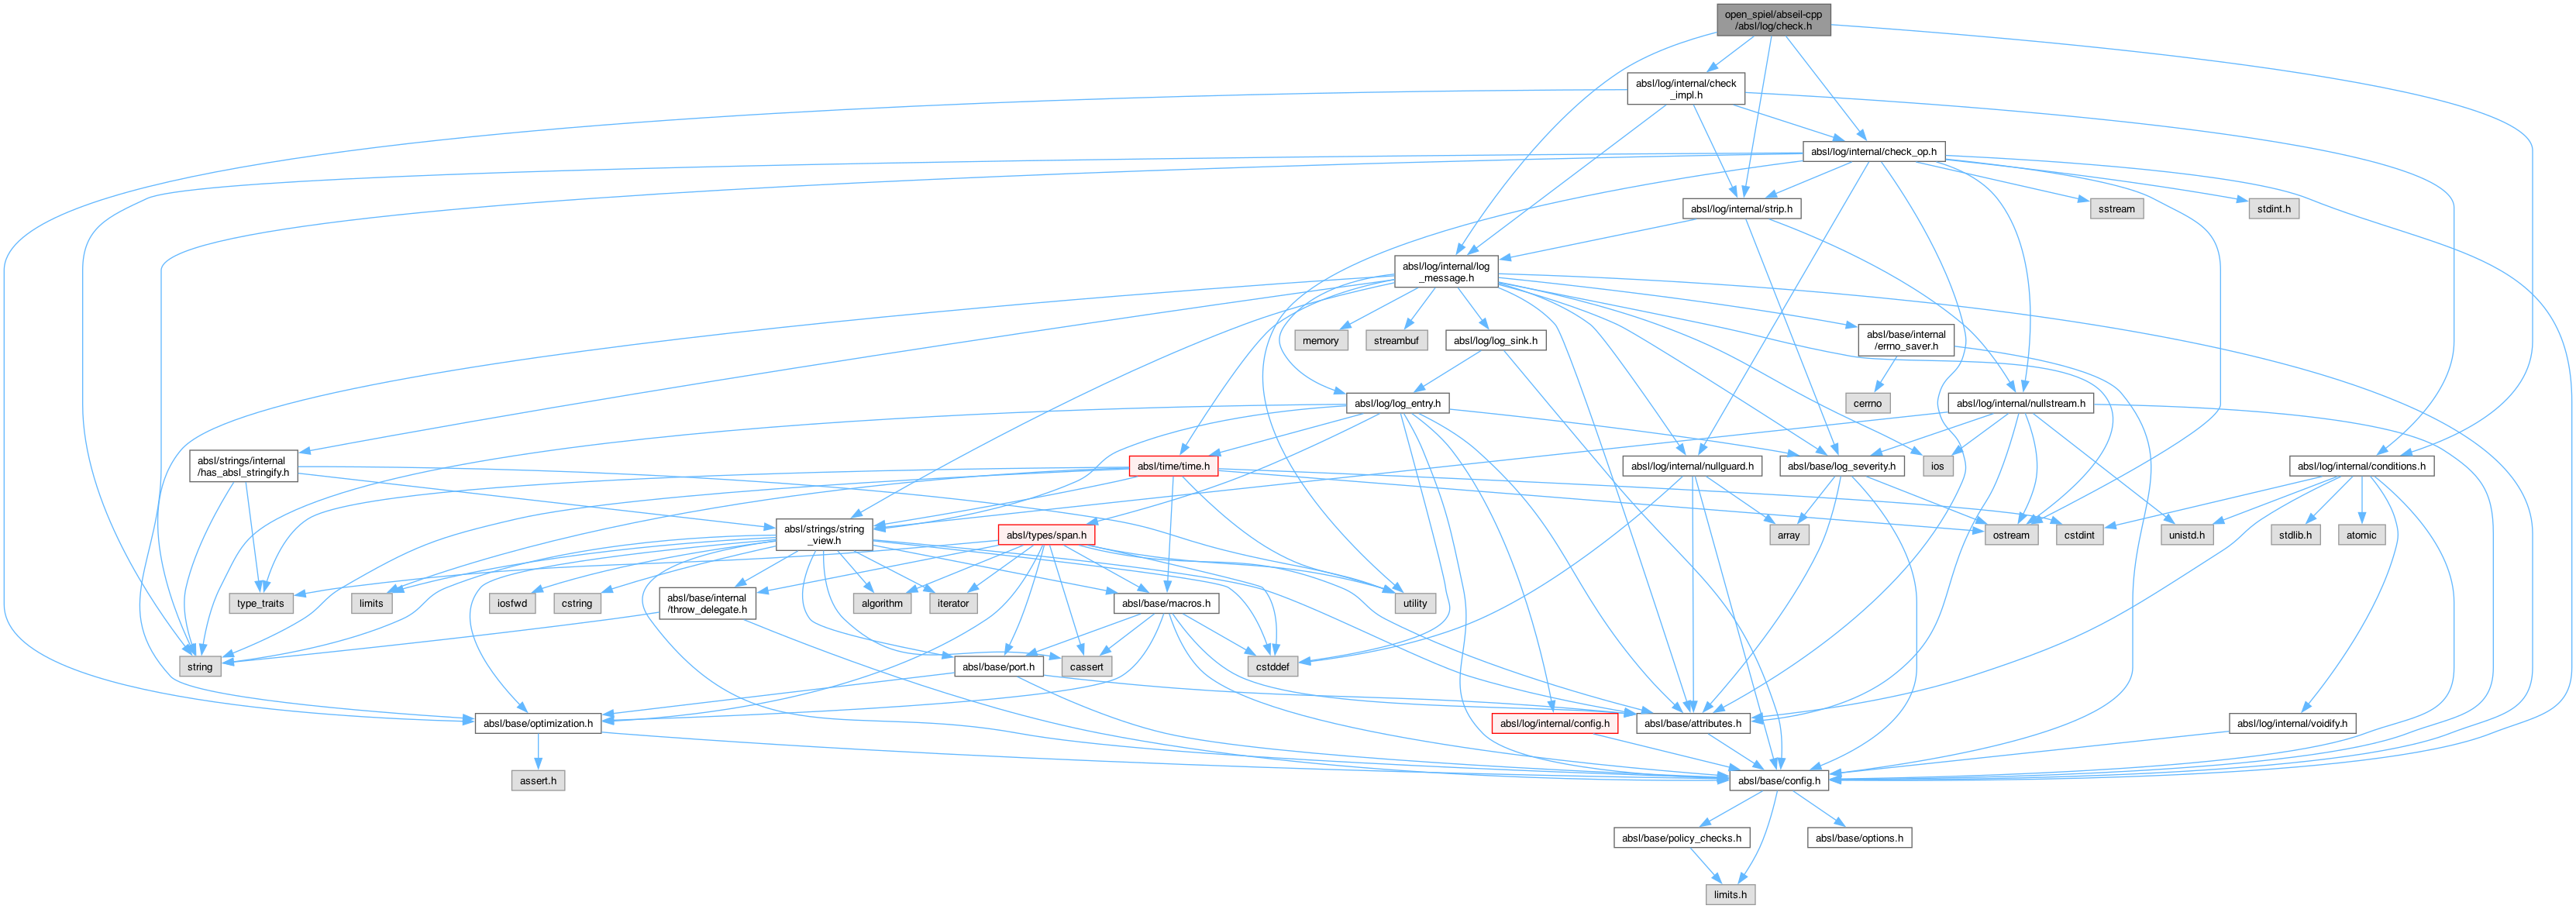 open_spiel/abseil-cpp
/absl/log/check.h
absl/log/internal/check
_impl.h
absl/log/internal/check_op.h
absl/log/internal/strip.h
sstream
stdint.h
absl/log/internal/log
_message.h
memory
streambuf
absl/log/log_sink.h
absl/base/internal
/errno_saver.h
absl/log/log_entry.h
cerrno
absl/log/internal/nullstream.h
absl/strings/internal
/has_absl_stringify.h
absl/time/time.h
absl/log/internal/nullguard.h
absl/base/log_severity.h
ios
absl/log/internal/conditions.h
absl/strings/string
_view.h
absl/types/span.h
array
ostream
cstdint
unistd.h
stdlib.h
atomic
type_traits
limits
iosfwd
cstring
absl/base/internal
/throw_delegate.h
algorithm
iterator
absl/base/macros.h
utility
string
absl/base/port.h
cassert
cstddef
absl/base/optimization.h
absl/log/internal/config.h
absl/base/attributes.h
absl/log/internal/voidify.h
assert.h
absl/base/config.h
absl/base/policy_checks.h
absl/base/options.h
limits.h